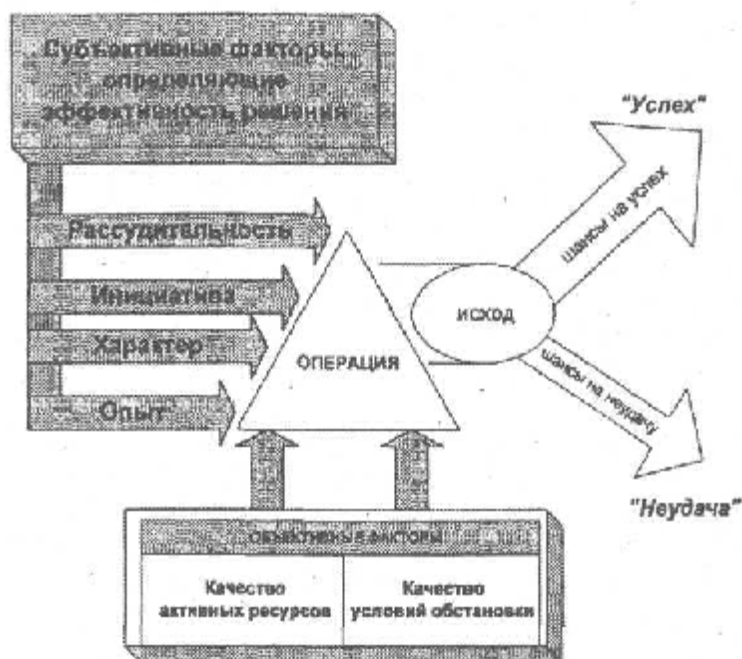 Субъективные факторы,
определяющие
эффективность решения
"Успех"
шансы на успех
Рассудительность
Инициатива
Характер
Опыт
ОПЕРАЦИЯ
ИСХОД
шансы на неудачу
"Неудача"
ОБЪЕКТИВНЫЕ ФАКТОРЫ
Качество
активных ресурсов
Качество
условий обстановки